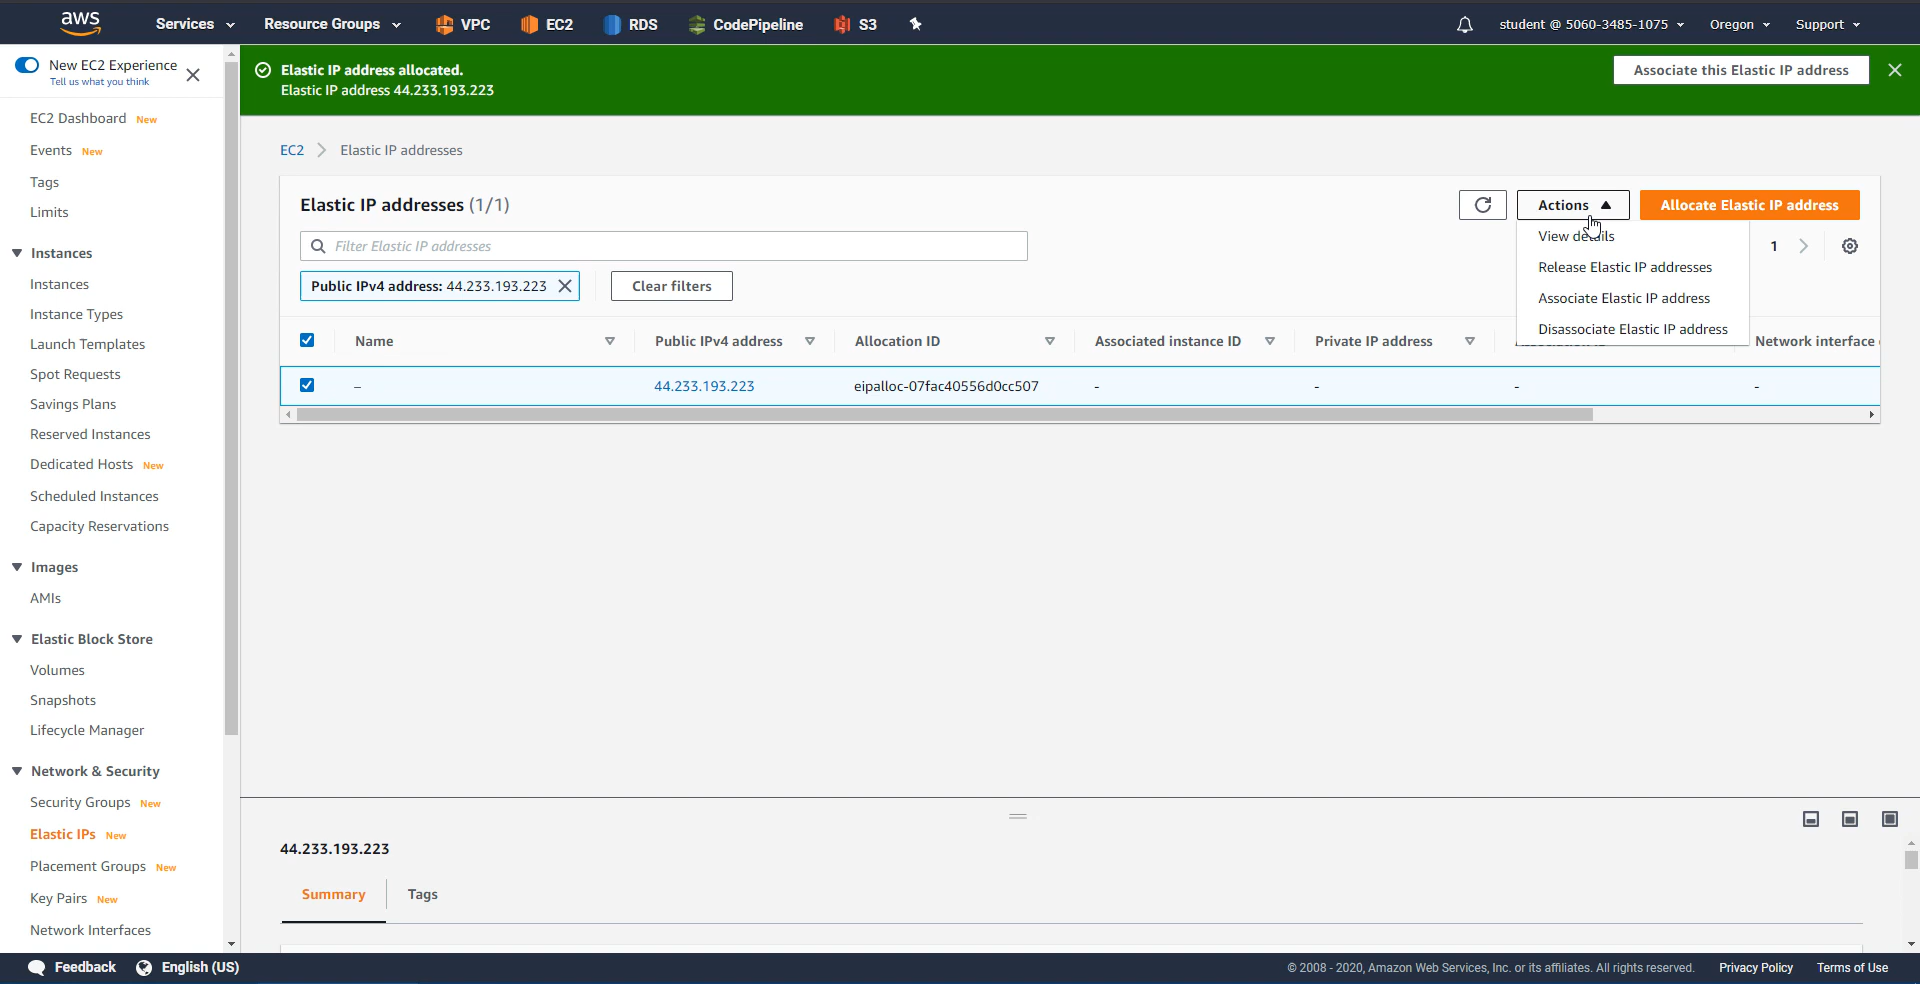 aws Services Resource Groups VPC EC2 RDS CodePipeline S3 student @ 5060-3485-1075 Oregon Support
New EC2 Experience
Tell us what you think
EC2 Dashboard New
Events New
Tags
Limits
Instances
Instances
Instance Types
Launch Templates
Spot Requests
Savings Plans
Reserved Instances
Dedicated Hosts New
Scheduled Instances
Capacity Reservations
Images
AMIs
Elastic Block Store
Volumes
Snapshots
Lifecycle Manager
Network & Security
Security Groups New
Elastic IPs New
Placement Groups New
Key Pairs New
Network Interfaces
Elastic IP address allocated.
Elastic IP address 44.233.193.223
Associate this Elastic IP address
EC2 > Elastic IP addresses
Elastic IP addresses (1/1)
Actions
Allocate Elastic IP address
View details
Release Elastic IP addresses
Associate Elastic IP address
Disassociate Elastic IP address
Filter Elastic IP addresses
1
Public IPv4 address: 44.233.193.223
Clear filters
Name Public IPv4 address Allocation ID Associated instance ID Private IP address Network interface
– 44.233.193.223 eipalloc-07fac40556d0cc507 - - - -
44.233.193.223
Summary Tags
Feedback English (US) © 2008 - 2020, Amazon Web Services, Inc. or its affiliates. All rights reserved. Privacy Policy Terms of Use